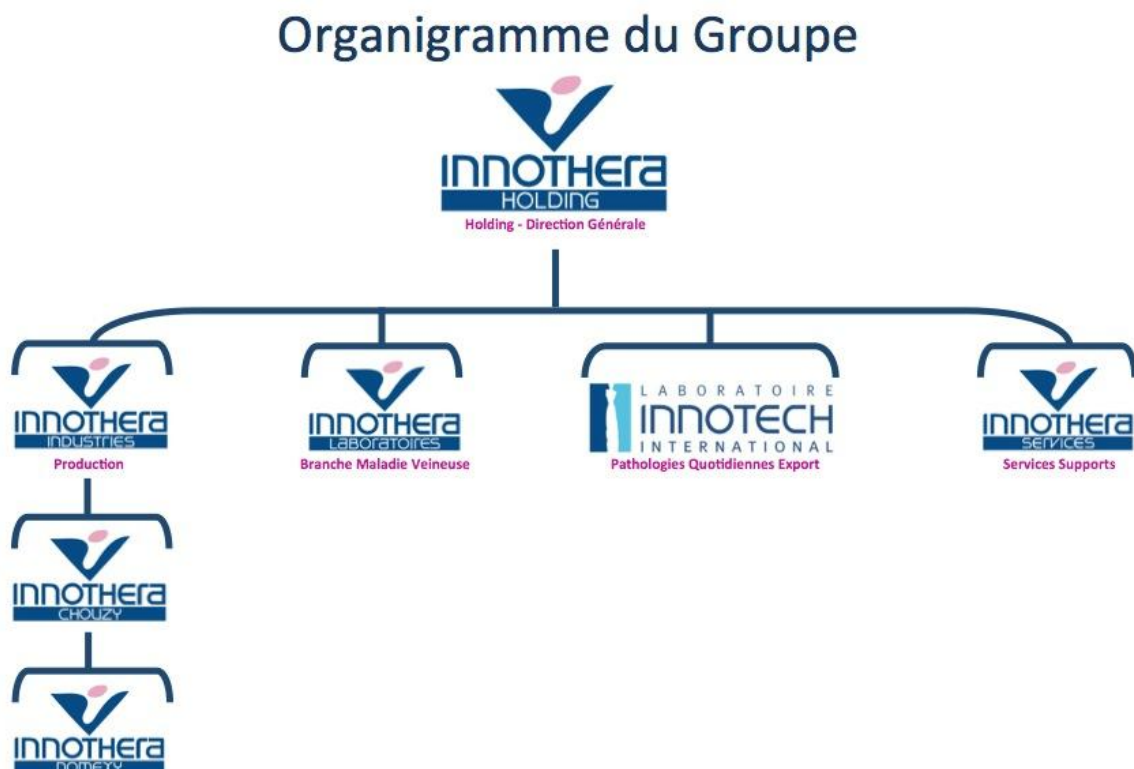 Organigramme du Groupe
INNOTHERA
HOLDING
Holding - Direction Générale
INNOTHERA
INDUSTRIES
Production
INNOTHERA
LABORATOIRES
Branche Maladie Veineuse
LABORATOIRE
INNOTECH
INTERNATIONAL
Pathologies Quotidiennes Export
INNOTHERA
SERVICES
Services Supports
INNOTHERA
CHOUZY
INNOTHERA